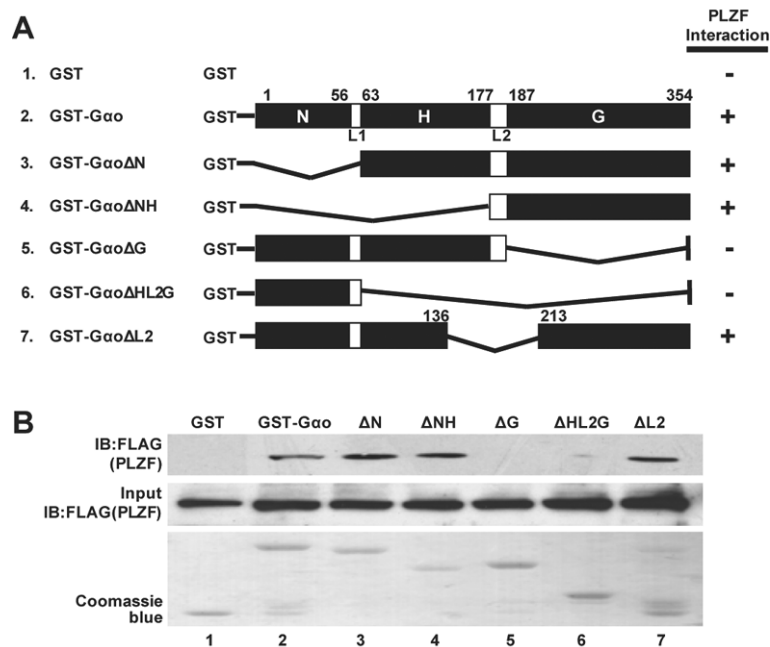 A
PLZF
Interaction
1. GST GST -
1 56 63 177 187 354
2. GST-Gαo GST N H G +
L1 L2
3. GST-GαoΔN GST +
4. GST-GαoΔNH GST +
5. GST-GαoΔG GST -
6. GST-GαoΔHL2G GST -
136 213
7. GST-GαoΔL2 GST +
B
GST GST-Gαo ΔN ΔNH ΔG ΔHL2G ΔL2
IB:FLAG
(PLZF)
Input
IB:FLAG(PLZF)
Coomassie
blue
1 2 3 4 5 6 7